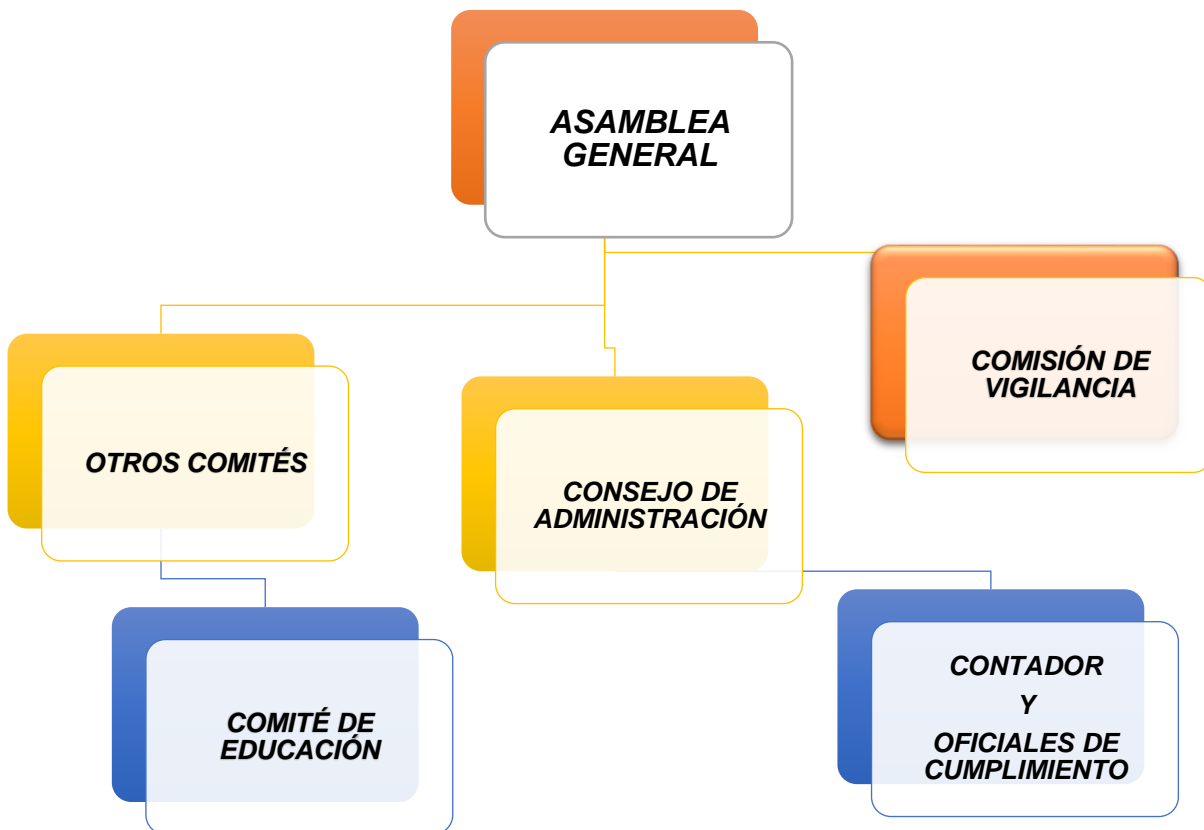 ASAMBLEA
GENERAL
COMISIÓN DE
VIGILANCIA
OTROS COMITÉS
CONSEJO DE
ADMINISTRACIÓN
COMITÉ DE
EDUCACIÓN
CONTADOR
Y
OFICIALES DE
CUMPLIMIENTO